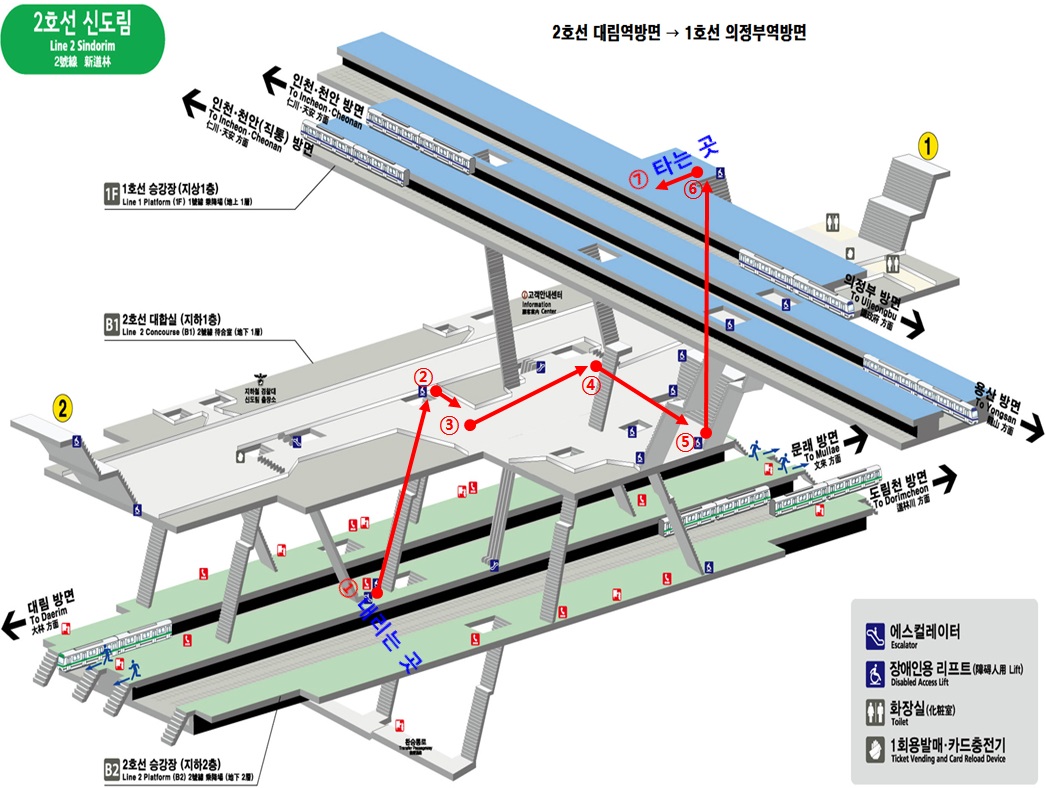 2호선 신도림
Line 2 Sindorim
2號線 新道林
2호선 대림역방면 → 1호선 의정부역방면
인천·천안 방면
To Incheon·Cheonan
仁川·天安 方面
인천·천안(직통) 방면
To Incheon·Cheonan
仁川·天安 方面
1F 1호선 승강장 (지상1층)
Line 1 Platform (1F) 1號線 乘降場 (地上 1層)
타는 곳
⑦
⑥
1
의정부 방면
To Uijeongbu
議政府 方面
용산 방면
To Yongsan
龍山 方面
고객안내센터
Information Center
顧客案內
B1 2호선 대합실 (지하1층)
Line 2 Concourse (B1) 2號線 待合室 (地下 1層)
지하철 경찰대
신도림 출장소
2
②
③
④
⑤
문래 방면
To Mullae
文來 方面
도림천 방면
To Dorimcheon
道林川 方面
①
내리는 곳
대림 방면
To Daerim
大林 方面
환승통로
B2 2호선 승강장 (지하2층)
Line 2 Platform (B2) 2號線 乘降場 (地下 2層)
에스컬레이터
Escalator
장애인용 리프트(障碍人用 Lift)
Disabled Access Lift
화장실(化粧室)
Toilet
1회용발매·카드충전기
Ticket Vending and Card Reload Device